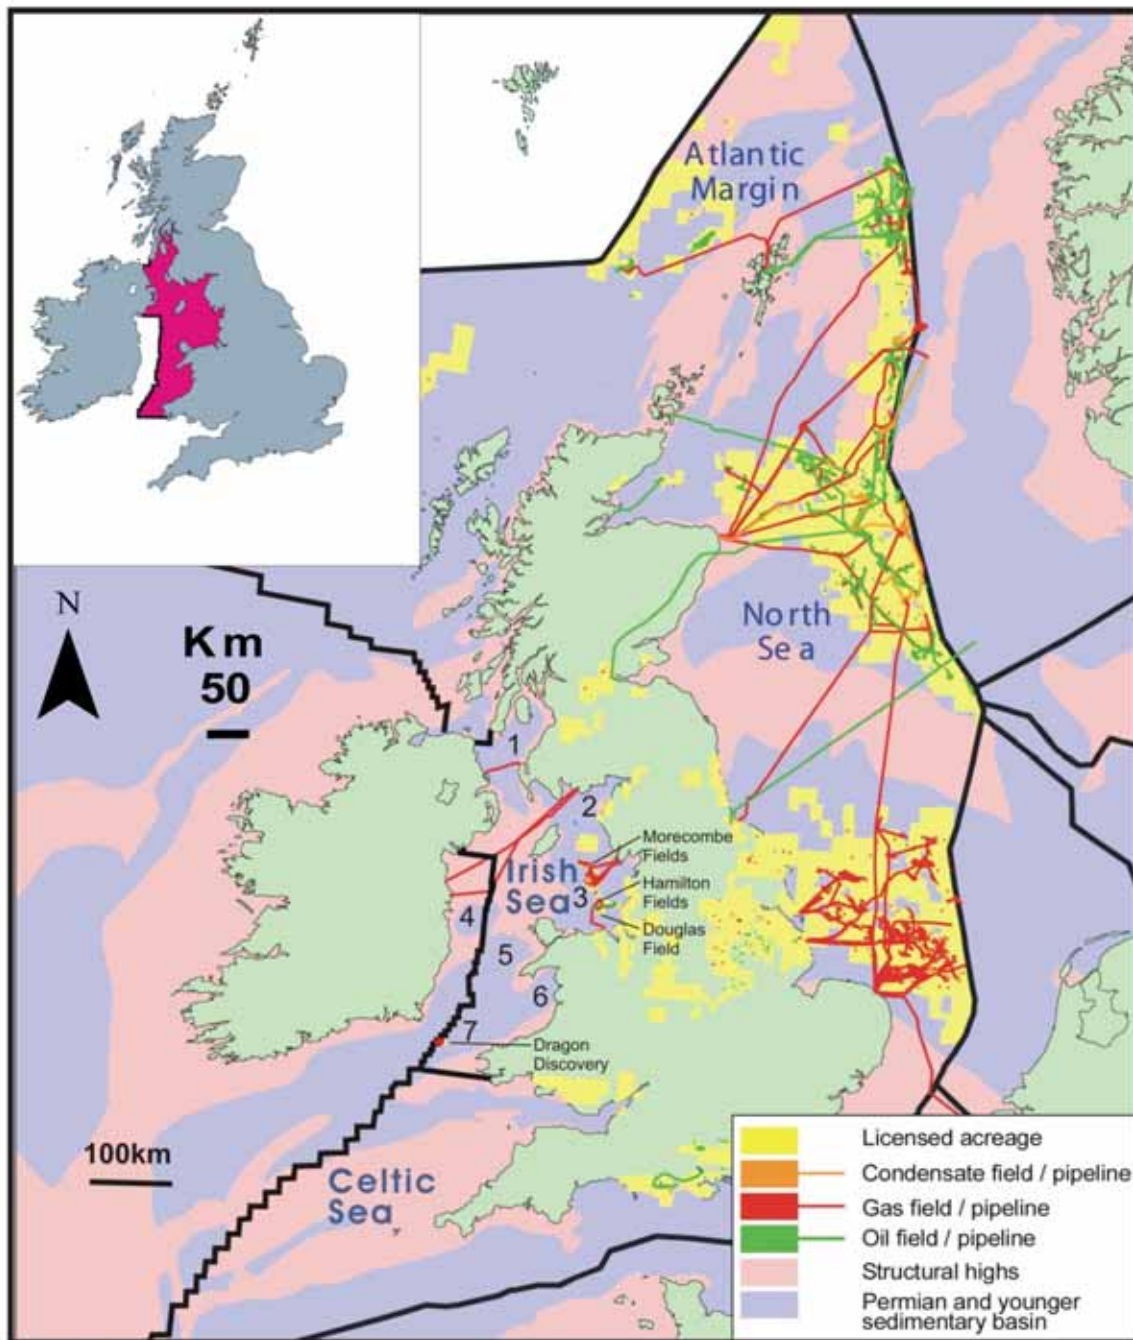 Atlantic
Margin
N
Km
50
North
Sea
1
2
Morecombe
Fields
Irish
Sea
3
Hamilton
Fields
4
Douglas
Field
5
6
7
Dragon
Discovery
100km
Celtic
Sea
Licensed acreage
Condensate field / pipeline
Gas field / pipeline
Oil field / pipeline
Structural highs
Permian and younger
sedimentary basin